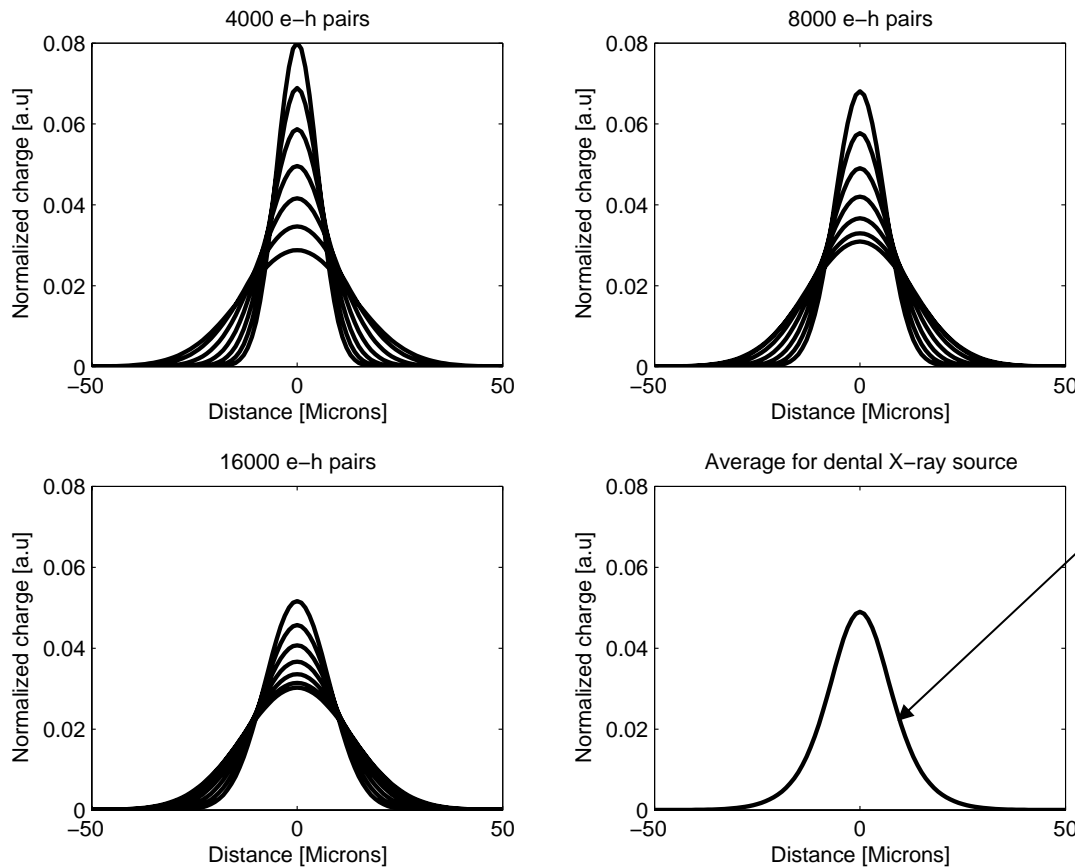 4000 e−h pairs
0.08
0.06
0.04
0.02
0
Normalized charge [a.u]
−50
0
50
Distance [Microns]
8000 e−h pairs
0.08
0.06
0.04
0.02
0
Normalized charge [a.u]
−50
0
50
Distance [Microns]
16000 e−h pairs
0.08
0.06
0.04
0.02
0
Normalized charge [a.u]
−50
0
50
Distance [Microns]
Average for dental X−ray source
0.08
0.06
0.04
0.02
0
Normalized charge [a.u]
−50
0
50
Distance [Microns]